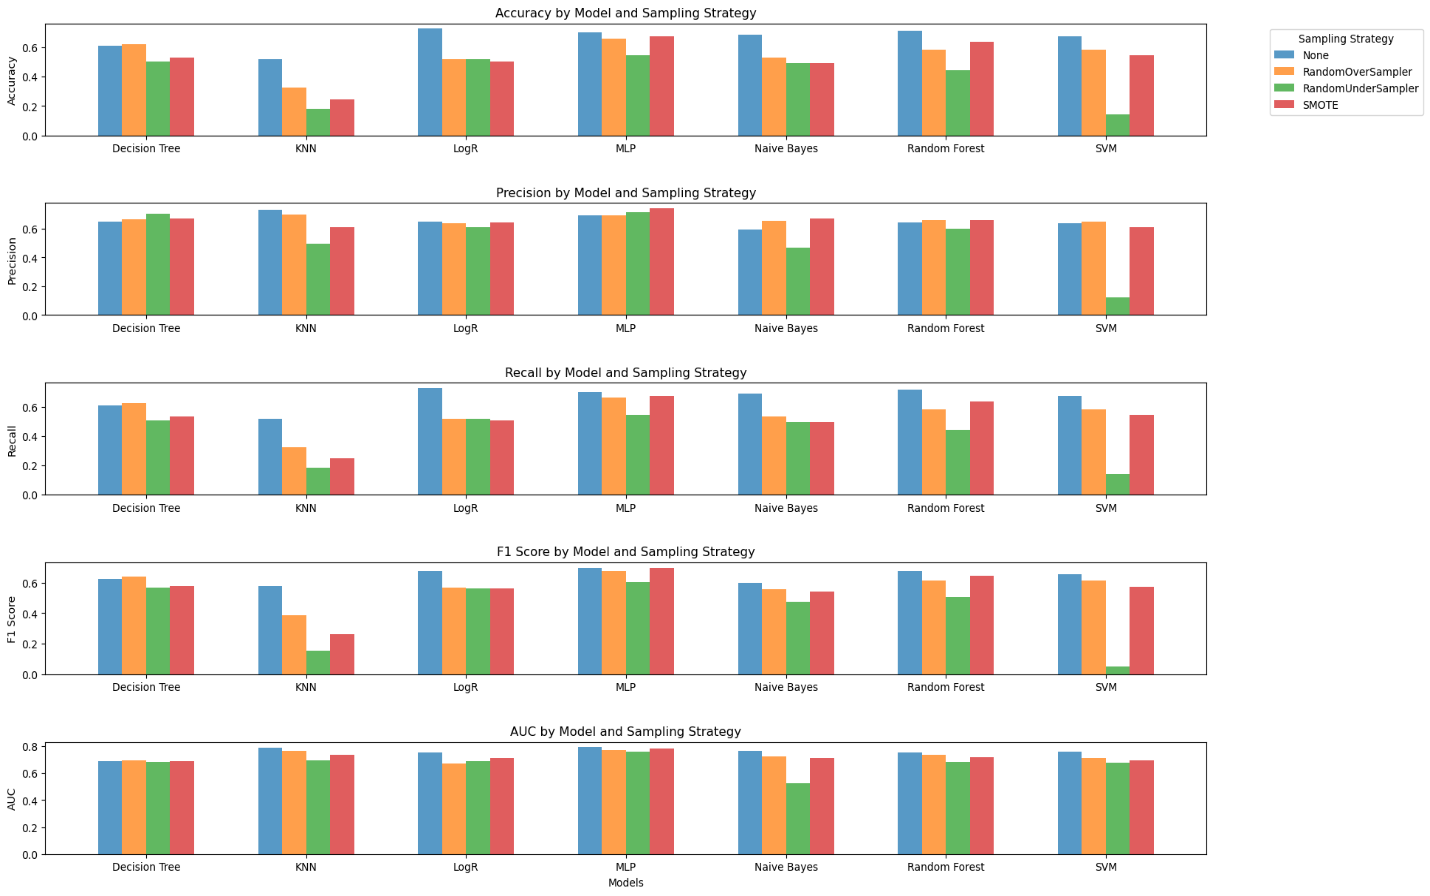 Accuracy by Model and Sampling Strategy
Accuracy
0.6
0.4
0.2
0.0
Decision Tree KNN LogR MLP Naive Bayes Random Forest SVM
Sampling Strategy
None
RandomOverSampler
RandomUnderSampler
SMOTE
Precision by Model and Sampling Strategy
Precision
0.6
0.4
0.2
0.0
Decision Tree KNN LogR MLP Naive Bayes Random Forest SVM
Recall by Model and Sampling Strategy
Recall
0.6
0.4
0.2
0.0
Decision Tree KNN LogR MLP Naive Bayes Random Forest SVM
F1 Score by Model and Sampling Strategy
F1 Score
0.6
0.4
0.2
0.0
Decision Tree KNN LogR MLP Naive Bayes Random Forest SVM
AUC by Model and Sampling Strategy
AUC
0.8
0.6
0.4
0.2
0.0
Decision Tree KNN LogR MLP Naive Bayes Random Forest SVM
Models